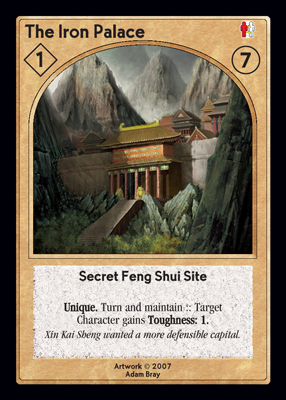 The Iron Palace
1
7
Secret Feng Shui Site
Unique. Turn and maintain :: Target
Character gains Toughness: 1.
Xin Kai Sheng wanted a more defensible capital.
Artwork © 2007
Adam Bray